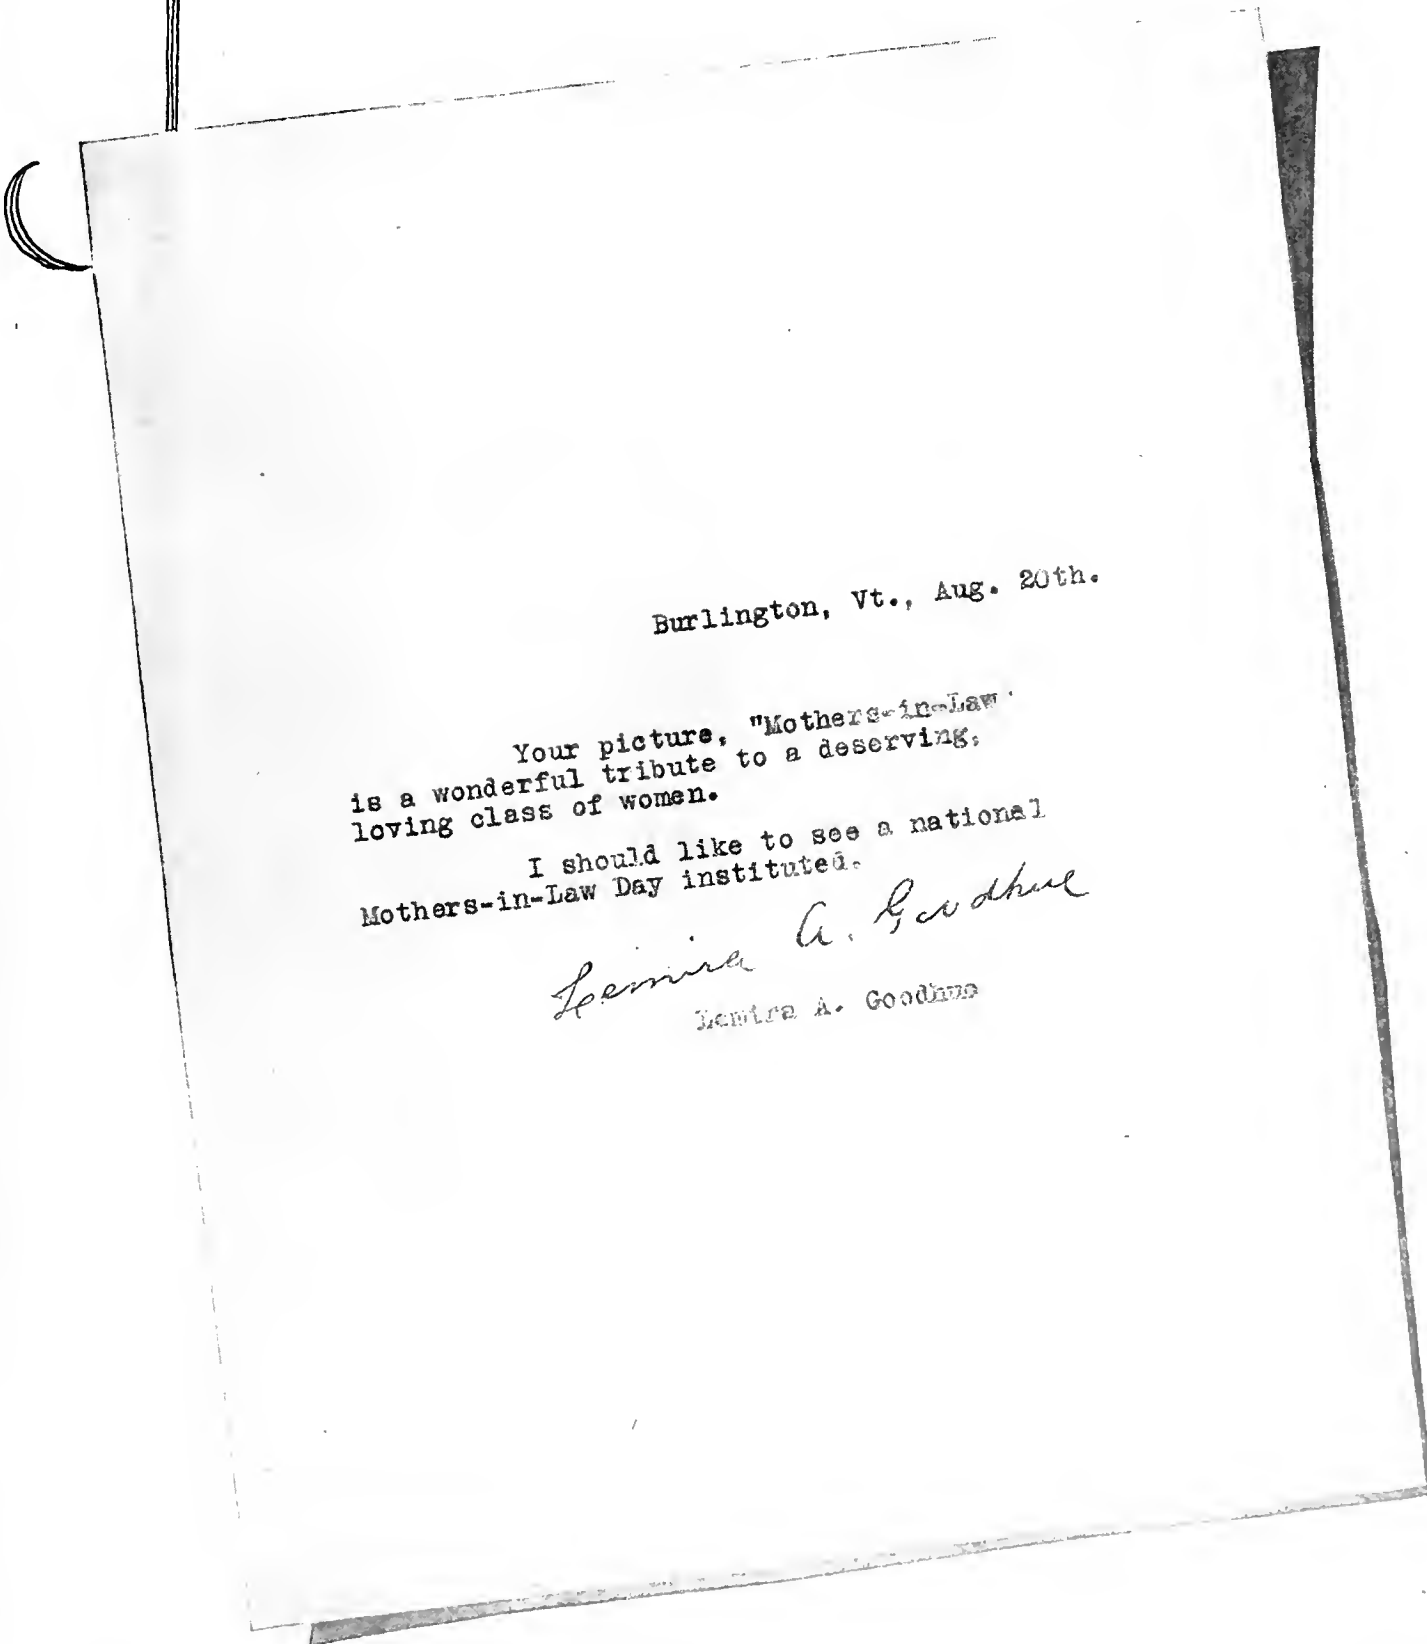 Burlington, Vt., Aug. 20th.
Your picture, "Mothers-in-Law"
is a wonderful tribute to a deserving,
loving class of women.
I should like to see a national
Mothers-in-Law Day instituted.
Lemira A. Goodhue
Lemira A. Goodhue